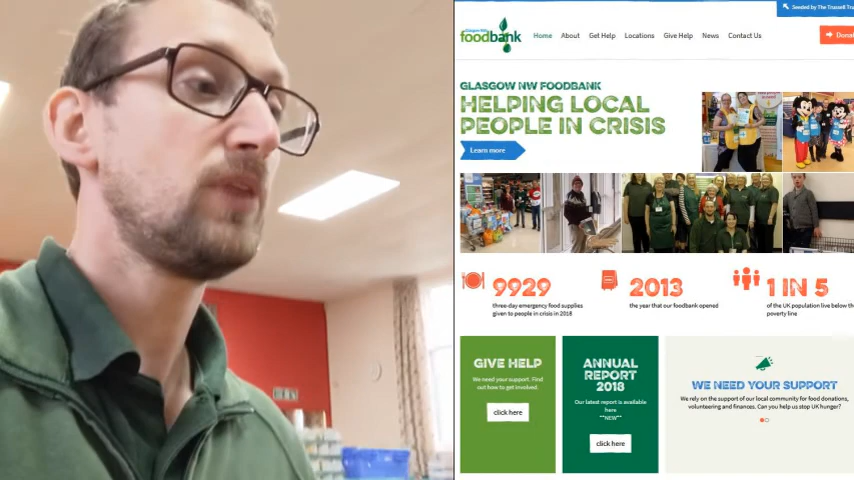 Seeded by The Trussell Tru
Glasgow NW
foodbank
Home About Get Help Locations Give Help News Contact Us
Donat
GLASGOW NW FOODBANK
HELPING LOCAL
PEOPLE IN CRISIS
Learn more
9929
three-day emergency food supplies
given to people in crisis in 2018
2013
the year that our foodbank opened
1 IN 5
of the UK population live below the
poverty line
GIVE HELP
We need your support. Find
out how to get involved.
click here
ANNUAL
REPORT
2018
Our latest report is available
here
**NEW**
click here
WE NEED YOUR SUPPORT
We rely on the support of our local community for food donations,
volunteering and finances. Can you help us stop UK hunger?